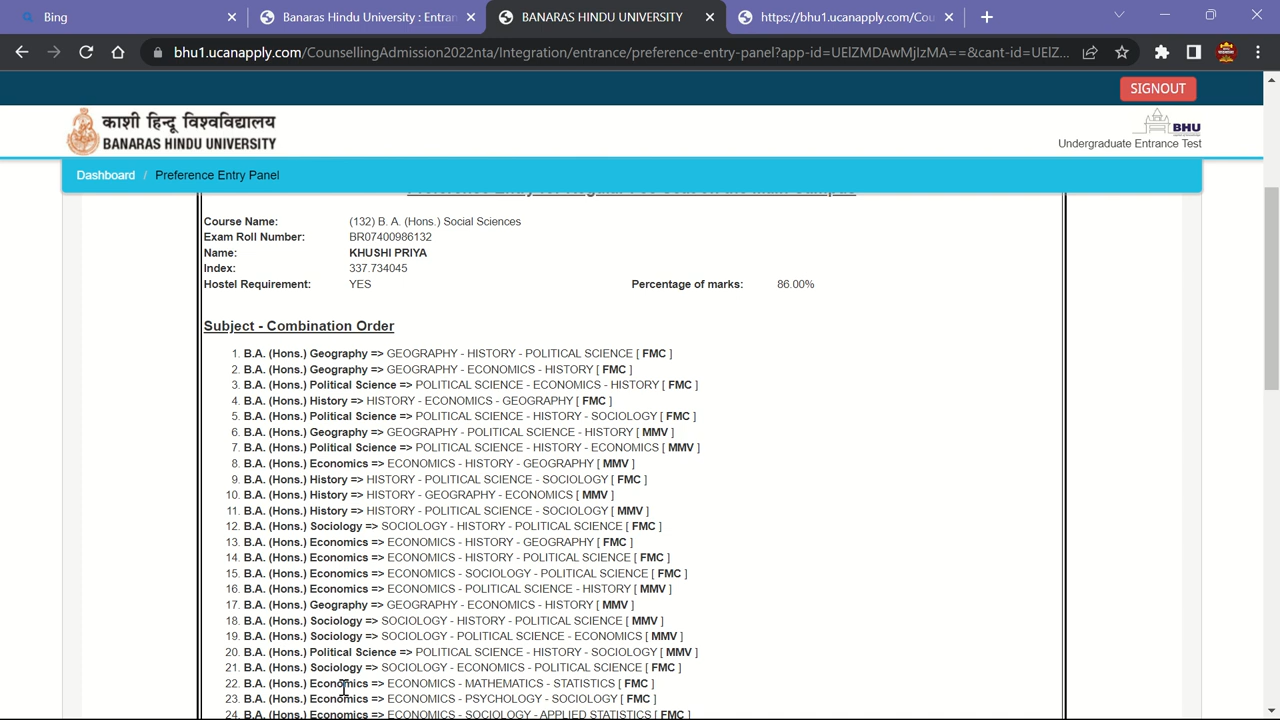 Bing
Banaras Hindu University : Entran
BANARAS HINDU UNIVERSITY
https://bhu1.ucanapply.com/Cou
bhu1.ucanapply.com/CounsellingAdmission2022nta/Integration/entrance/preference-entry-panel?app-id=UElZMDAwMjIzMA==&cant-id=UElZ...
SIGNOUT
काशी हिन्दू विश्वविद्यालय
BANARAS HINDU UNIVERSITY
BHU
Undergraduate Entrance Test
Dashboard / Preference Entry Panel
Course Name: (132) B. A. (Hons.) Social Sciences
Exam Roll Number: BR07400986132
Name: KHUSHI PRIYA
Index: 337.734045
Hostel Requirement: YES Percentage of marks: 86.00%
Subject - Combination Order
1. B.A. (Hons.) Geography => GEOGRAPHY - HISTORY - POLITICAL SCIENCE [ FMC ]
2. B.A. (Hons.) Geography => GEOGRAPHY - ECONOMICS - HISTORY [ FMC ]
3. B.A. (Hons.) Political Science => POLITICAL SCIENCE - ECONOMICS - HISTORY [ FMC ]
4. B.A. (Hons.) History => HISTORY - ECONOMICS - GEOGRAPHY [ FMC ]
5. B.A. (Hons.) Political Science => POLITICAL SCIENCE - HISTORY - SOCIOLOGY [ FMC ]
6. B.A. (Hons.) Geography => GEOGRAPHY - POLITICAL SCIENCE - HISTORY [ MMV ]
7. B.A. (Hons.) Political Science => POLITICAL SCIENCE - HISTORY - ECONOMICS [ MMV ]
8. B.A. (Hons.) Economics => ECONOMICS - HISTORY - GEOGRAPHY [ MMV ]
9. B.A. (Hons.) History => HISTORY - POLITICAL SCIENCE - SOCIOLOGY [ FMC ]
10. B.A. (Hons.) History => HISTORY - GEOGRAPHY - ECONOMICS [ MMV ]
11. B.A. (Hons.) History => HISTORY - POLITICAL SCIENCE - SOCIOLOGY [ MMV ]
12. B.A. (Hons.) Sociology => SOCIOLOGY - HISTORY - POLITICAL SCIENCE [ FMC ]
13. B.A. (Hons.) Economics => ECONOMICS - HISTORY - GEOGRAPHY [ FMC ]
14. B.A. (Hons.) Economics => ECONOMICS - HISTORY - POLITICAL SCIENCE [ FMC ]
15. B.A. (Hons.) Economics => ECONOMICS - SOCIOLOGY - POLITICAL SCIENCE [ FMC ]
16. B.A. (Hons.) Economics => ECONOMICS - POLITICAL SCIENCE - HISTORY [ MMV ]
17. B.A. (Hons.) Geography => GEOGRAPHY - ECONOMICS - HISTORY [ MMV ]
18. B.A. (Hons.) Sociology => SOCIOLOGY - HISTORY - POLITICAL SCIENCE [ MMV ]
19. B.A. (Hons.) Sociology => SOCIOLOGY - POLITICAL SCIENCE - ECONOMICS [ MMV ]
20. B.A. (Hons.) Political Science => POLITICAL SCIENCE - HISTORY - SOCIOLOGY [ MMV ]
21. B.A. (Hons.) Sociology => SOCIOLOGY - ECONOMICS - POLITICAL SCIENCE [ FMC ]
22. B.A. (Hons.) Economics => ECONOMICS - MATHEMATICS - STATISTICS [ FMC ]
23. B.A. (Hons.) Economics => ECONOMICS - PSYCHOLOGY - SOCIOLOGY [ FMC ]
24. B.A. (Hons.) Economics => ECONOMICS - SOCIOLOGY - APPLIED STATISTICS [ FMC ]